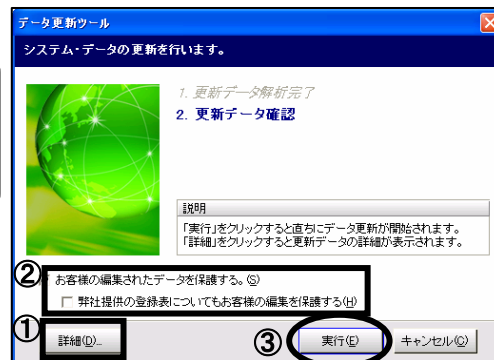 データ更新ツール
システム・データの更新を行います。
1. 更新データ解析完了
2. 更新データ確認
説明
「実行」をクリックすると直ちにデータ更新が開始されます。
「詳細」をクリックすると更新データの詳細が表示されます。
②
お客様の編集されたデータを保護する。(S)
弊社提供の登録表についてもお客様の編集を保護する(H)
①
詳細(D)...
③
実行(E)
キャンセル(C)